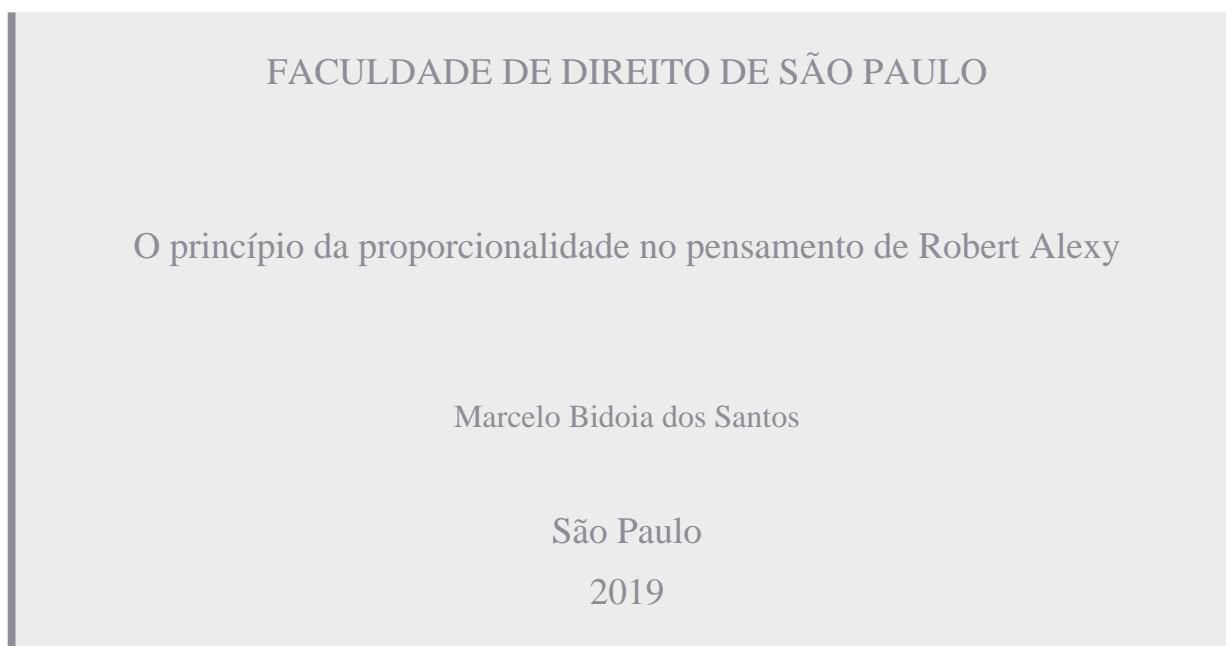 FACULDADE DE DIREITO DE SÃO PAULO
O princípio da proporcionalidade no pensamento de Robert Alexy
Marcelo Bidoia dos Santos
São Paulo
2019